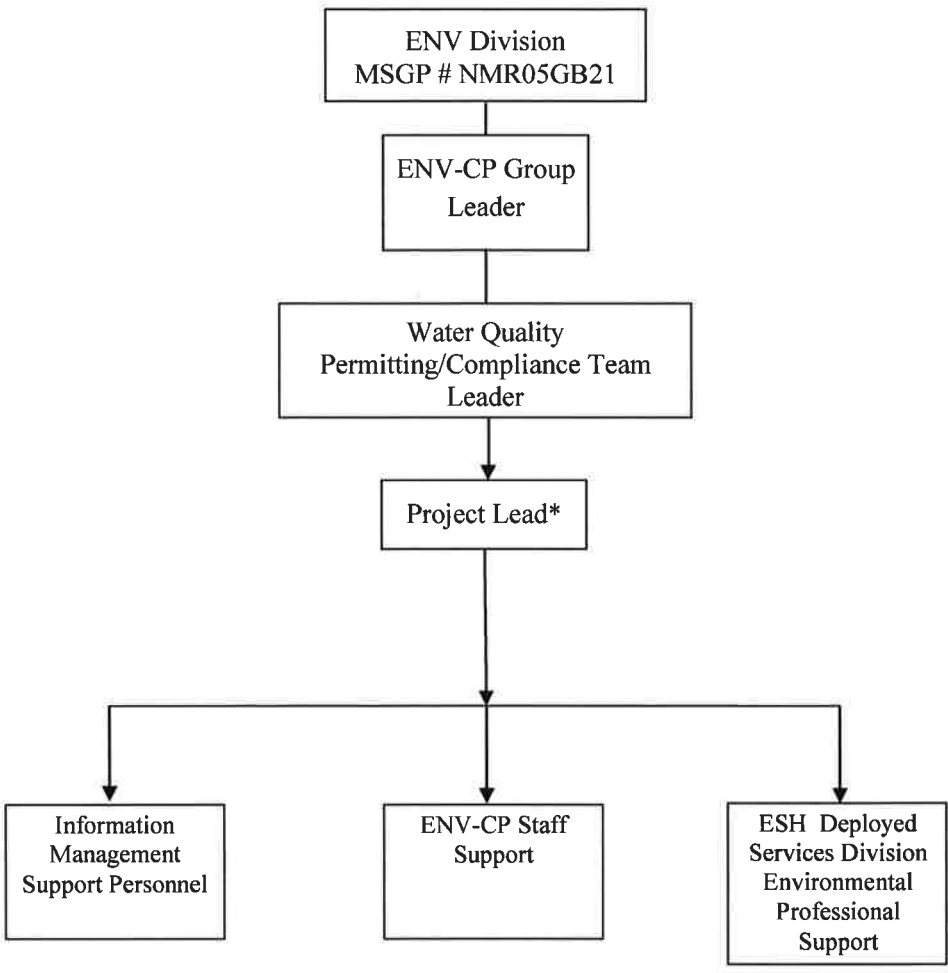 ENV Division
MSGP # NMR05GB21
ENV-CP Group
Leader
Water Quality
Permitting/Compliance Team
Leader
Project Lead*
Information
Management
Support Personnel
ENV-CP Staff
Support
ESH Deployed
Services Division
Environmental
Professional
Support